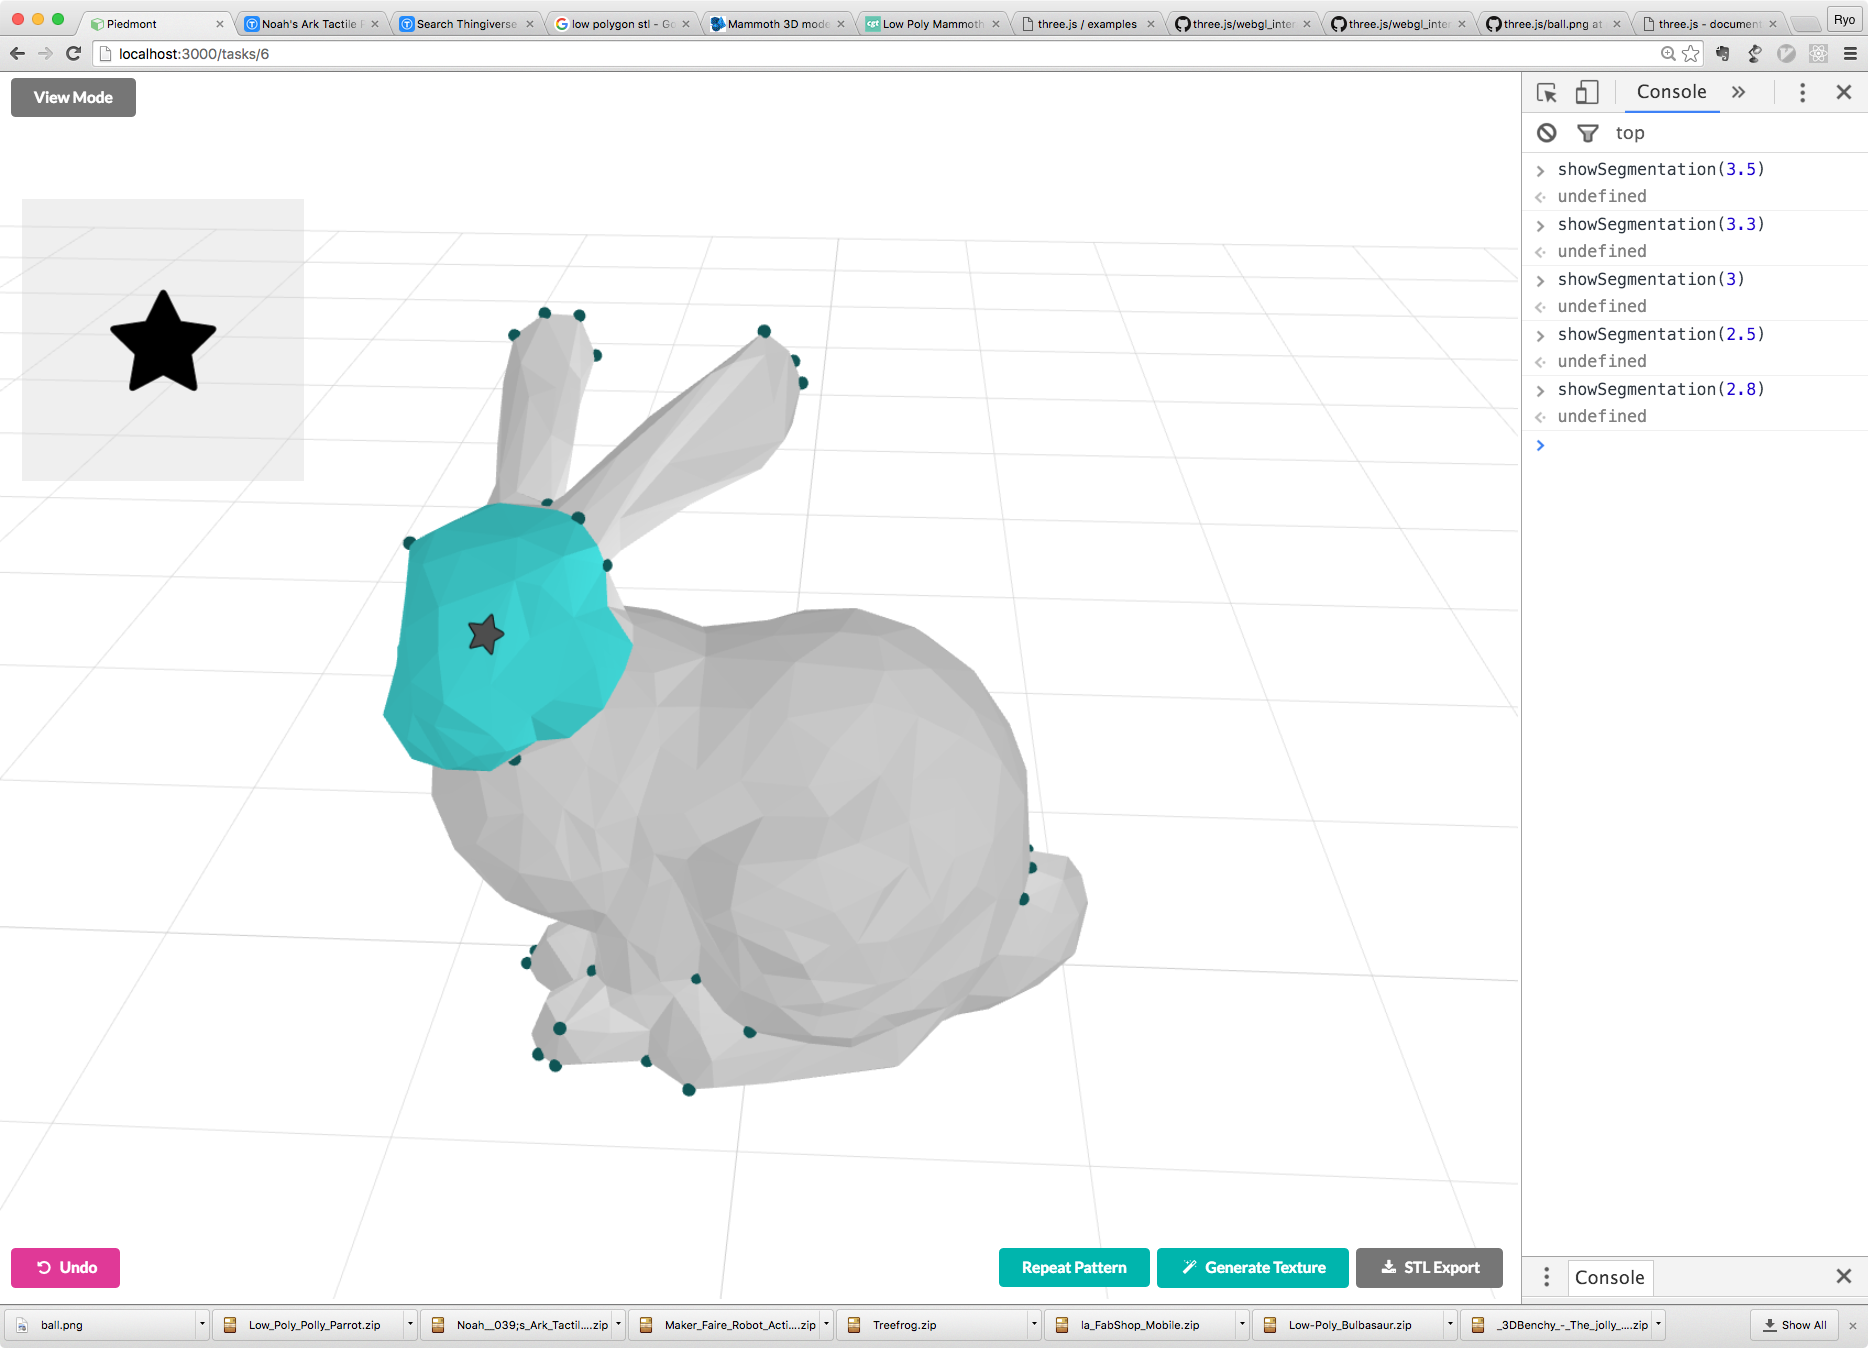 Piedmont
Noah's Ark Tactile
Search Thingiverse
low polygon stl - Go
Mammoth 3D mode
Low Poly Mammoth
three.js / examples
three.js/webgl_inter
three.js/webgl_inter
three.js/ball.png at
three.js - document
Ryo
localhost:3000/tasks/6
View Mode
Console
top
showSegmentation(3.5)
undefined
showSegmentation(3.3)
undefined
showSegmentation(3)
undefined
showSegmentation(2.5)
undefined
showSegmentation(2.8)
undefined
Undo
Repeat Pattern
Generate Texture
STL Export
Console
ball.png
Low_Poly_Polly_Parrot.zip
Noah__039;s_Ark_Tactil....zip
Maker_Faire_Robot_Acti....zip
Treefrog.zip
la_FabShop_Mobile.zip
Low-Poly_Bulbasaur.zip
_3DBenchy_-_The_jolly_....zip
Show All